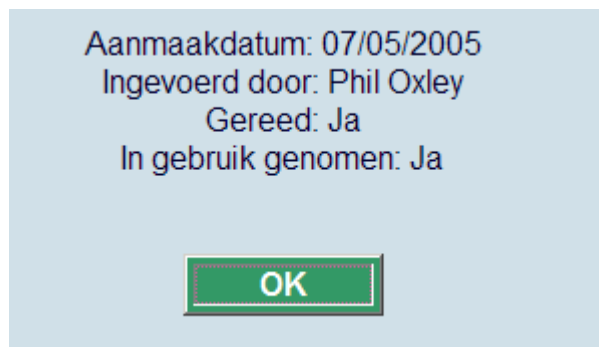 Aanmaakdatum: 07/05/2005
Ingevoerd door: Phil Oxley
Gereed: Ja
In gebruik genomen: Ja
OK